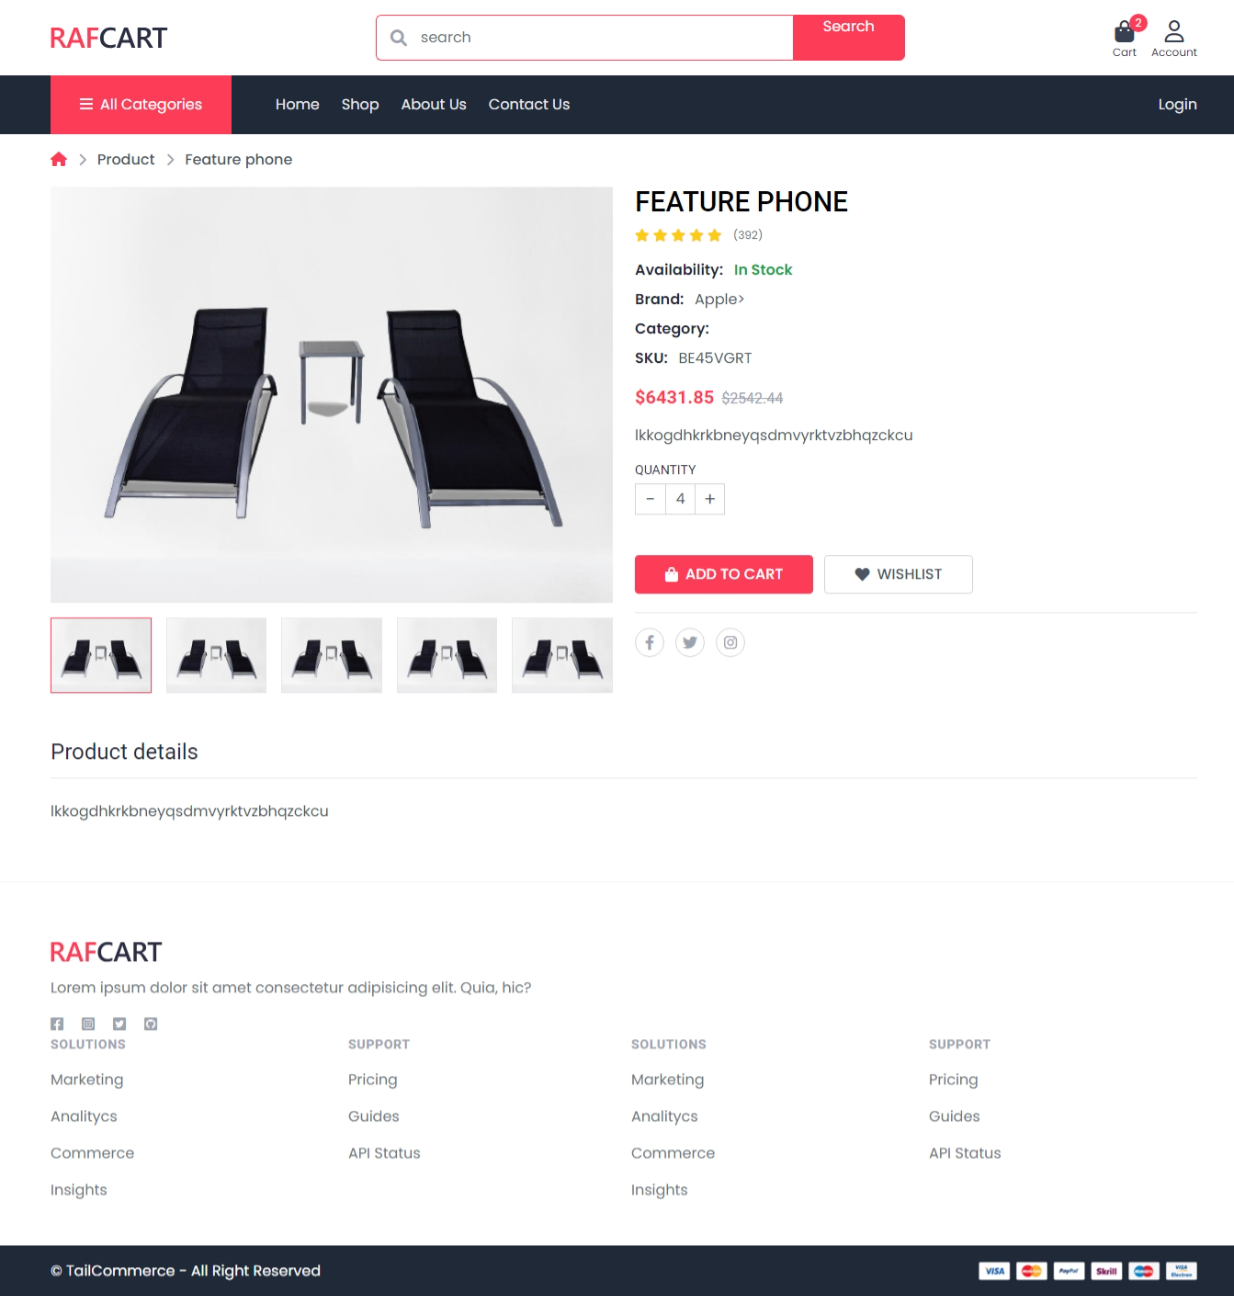 RAFCART
search
Search
2
Cart
Account
All Categories
Home
Shop
About Us
Contact Us
Login
Product
Feature phone
FEATURE PHONE
(392)
Availability: In Stock
Brand: Apple>
Category:
SKU: BE45VGRT
$6431.85 $2542.44
lkkogdhkrkbneyqsdmvyrktvzbhqzckcu
QUANTITY
- 4 +
ADD TO CART
WISHLIST
Product details
lkkogdhkrkbneyqsdmvyrktvzbhqzckcu
RAFCART
Lorem ipsum dolor sit amet consectetur adipisicing elit. Quia, hic?
SOLUTIONS
Marketing
Analitycs
Commerce
Insights
SUPPORT
Pricing
Guides
API Status
SOLUTIONS
Marketing
Analitycs
Commerce
Insights
SUPPORT
Pricing
Guides
API Status
© TailCommerce - All Right Reserved
VISA
PayPal
Skrill
VISA
Electron